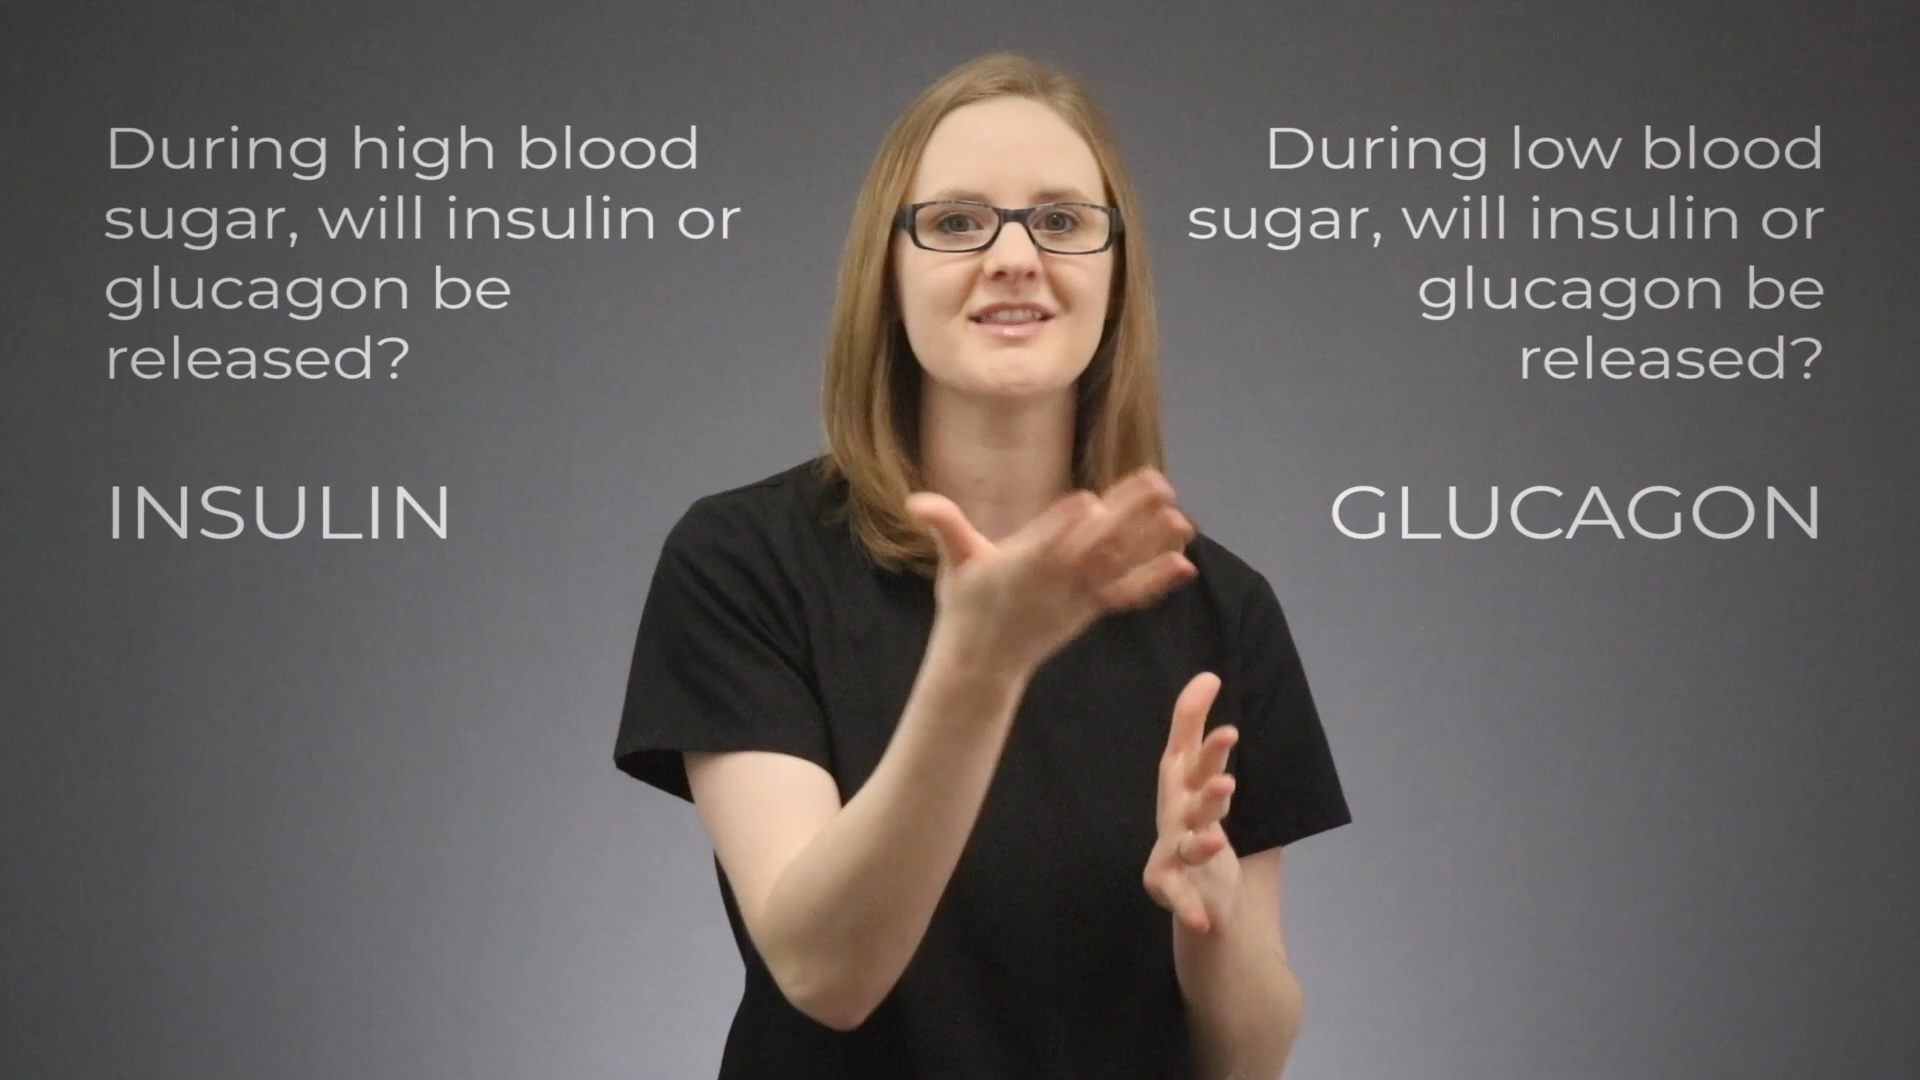 During high blood
sugar, will insulin or
glucagon be
released?
INSULIN
During low blood
sugar, will insulin or
glucagon be
released?
GLUCAGON